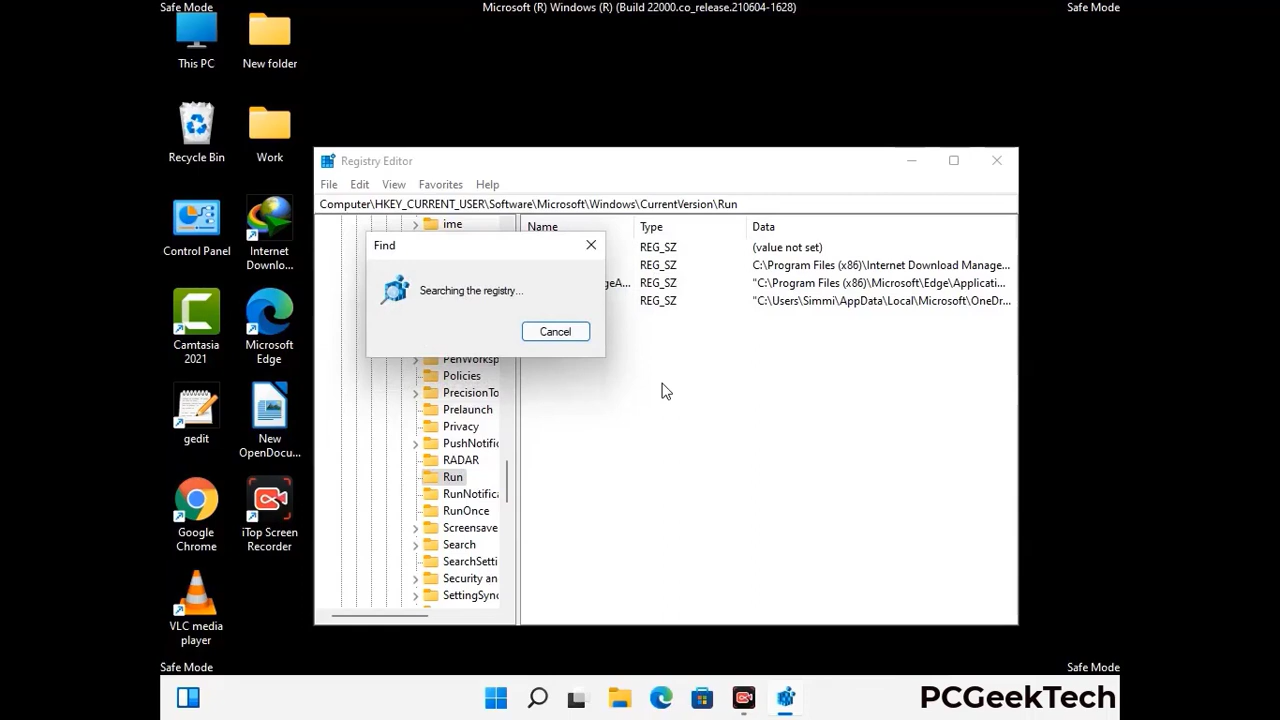 Safe Mode
Microsoft (R) Windows (R) (Build 22000.co_release.210604-1628)
Safe Mode
This PC
New folder
Recycle Bin
Work
Control Panel
Internet
Downlo...
Camtasia
2021
Microsoft
Edge
gedit
New
OpenDocu...
Google
Chrome
iTop Screen
Recorder
VLC media
player
Registry Editor
File Edit View Favorites Help
Computer\HKEY_CURRENT_USER\Software\Microsoft\Windows\CurrentVersion\Run
ime
Name Type Data
REG_SZ (value not set)
REG_SZ C:\Program Files (x86)\Internet Download Manage...
geA... REG_SZ "C:\Program Files (x86)\Microsoft\Edge\Applicati...
REG_SZ "C:\Users\Simmi\AppData\Local\Microsoft\OneDr...
Find
Searching the registry...
Cancel
PenWorksp
Policies
PrecisionTo
Prelaunch
Privacy
PushNotific
RADAR
Run
RunNotifica
RunOnce
Screensave
Search
SearchSetti
Security an
SettingSync
Safe Mode
Safe Mode
PCGeekTech